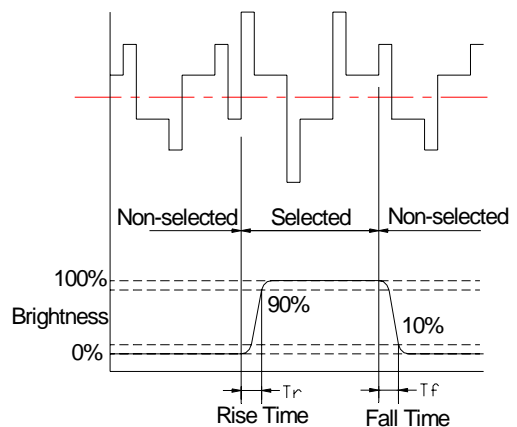 Non-selected Selected Non-selected
100%
90%
Brightness
10%
0%
Tr Tf
Rise Time Fall Time